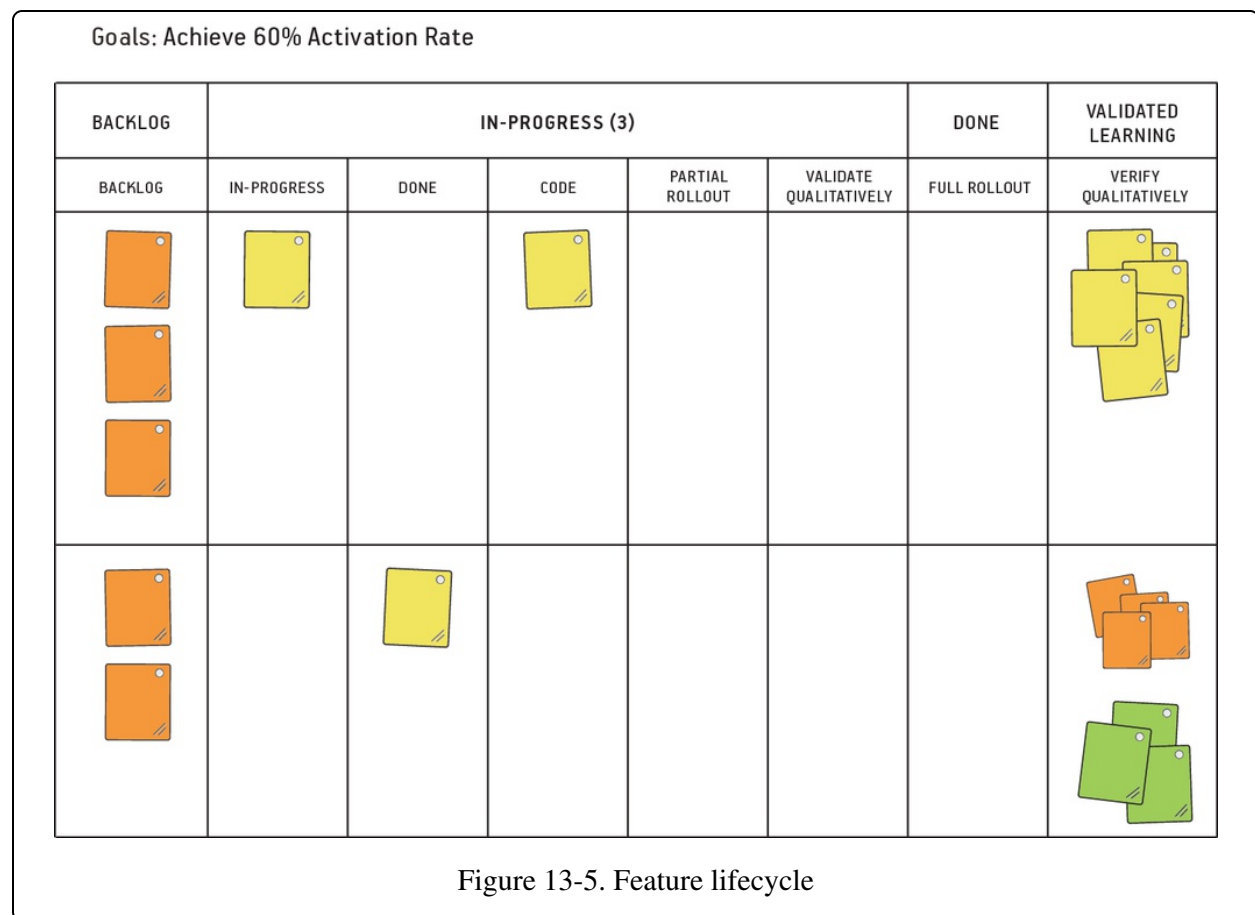 Goals: Achieve 60% Activation Rate
BACKLOG
IN-PROGRESS (3)
DONE
VALIDATED
LEARNING
BACKLOG
IN-PROGRESS
DONE
CODE
PARTIAL
ROLLOUT
VALIDATE
QUALITATIVELY
FULL ROLLOUT
VERIFY
QUALITATIVELY
Figure 13-5. Feature lifecycle